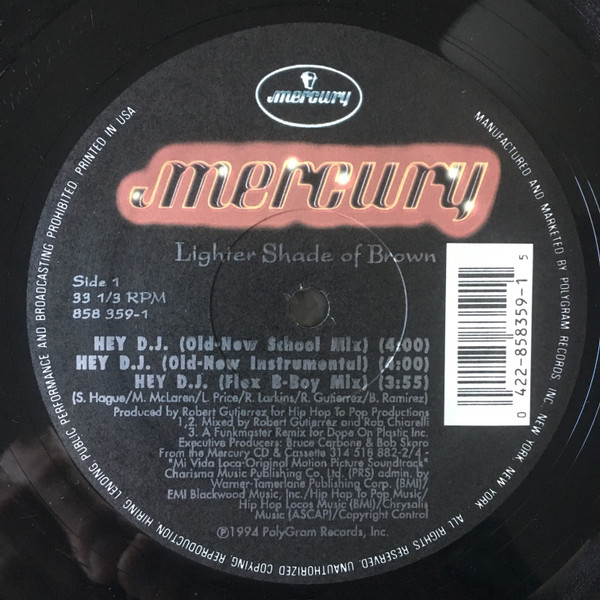 mercury
mercury
Lighter Shade of Brown
Side 1
33 1/3 RPM
858 359-1
HEY D.J. (Old-New School Mix) (4:00)
HEY D.J. (Old-New Instrumental) (4:00)
HEY D.J. (Flex B-Boy Mix) (3:55)
(S. Hague/M. McLaren/L. Price/R. Larkins/R. Gutierrez/B. Ramirez)
Produced by Robert Gutierrez for Hip Hop To Pop Productions
1,2. Mixed by Robert Gutierrez and Rob Chiarelli
3. A Funkmaster Remix for Dope On Plastic Inc.
Executive Producers: Bruce Carbone & Bob Skoro
From the Mercury CD & Cassette 314 518 882-2/4 -
"Mi Vida Loca-Original Motion Picture Soundtrack"
Charisma Music Publishing Co. Ltd. (PRS) admin. by
Warner-Tamerlane Publishing Corp. (BMI)/
EMI Blackwood Music, Inc./Hip Hop To Pop Music/
Hip Hop Locos Music (BMI)/Chrysalis
Music (ASCAP)/Copyright Control
℗1994 PolyGram Records, Inc.
0 422-858359-1 5
MANUFACTURED AND MARKETED BY POLYGRAM RECORDS INC., NEW YORK, NEW YORK. ALL RIGHTS RESERVED. UNAUTHORIZED COPYING, REPRODUCTION, HIRING, LENDING, PUBLIC PERFORMANCE AND BROADCASTING PROHIBITED. PRINTED IN USA